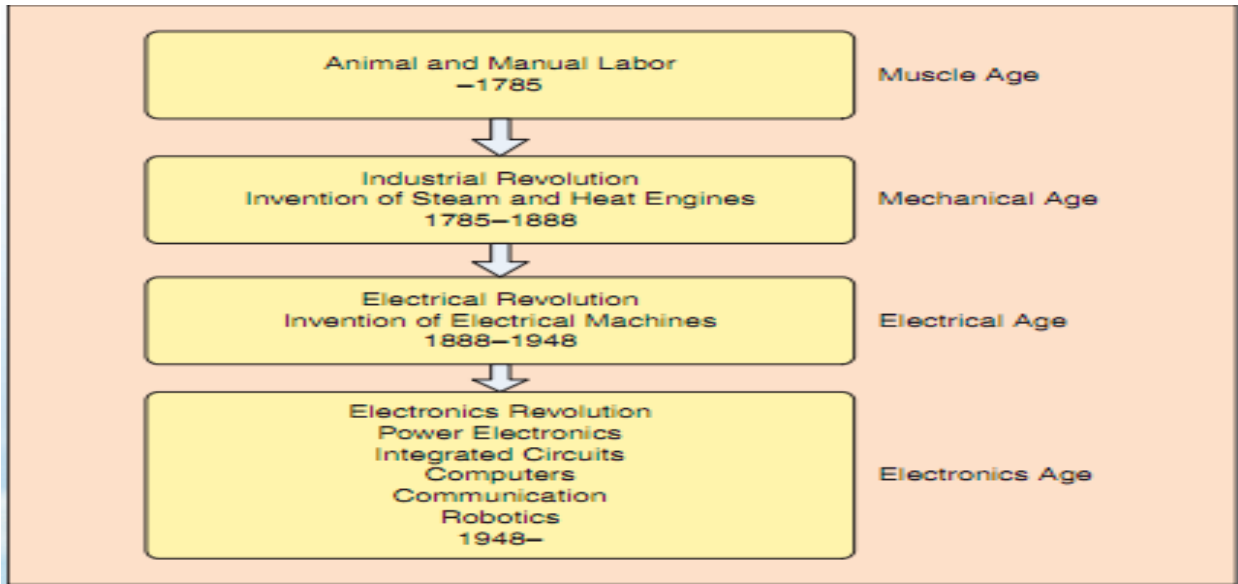 Animal and Manual Labor
–1785
Muscle Age
Industrial Revolution
Invention of Steam and Heat Engines
1785–1888
Mechanical Age
Electrical Revolution
Invention of Electrical Machines
1888–1948
Electrical Age
Electronics Revolution
Power Electronics
Integrated Circuits
Computers
Communication
Robotics
1948–
Electronics Age